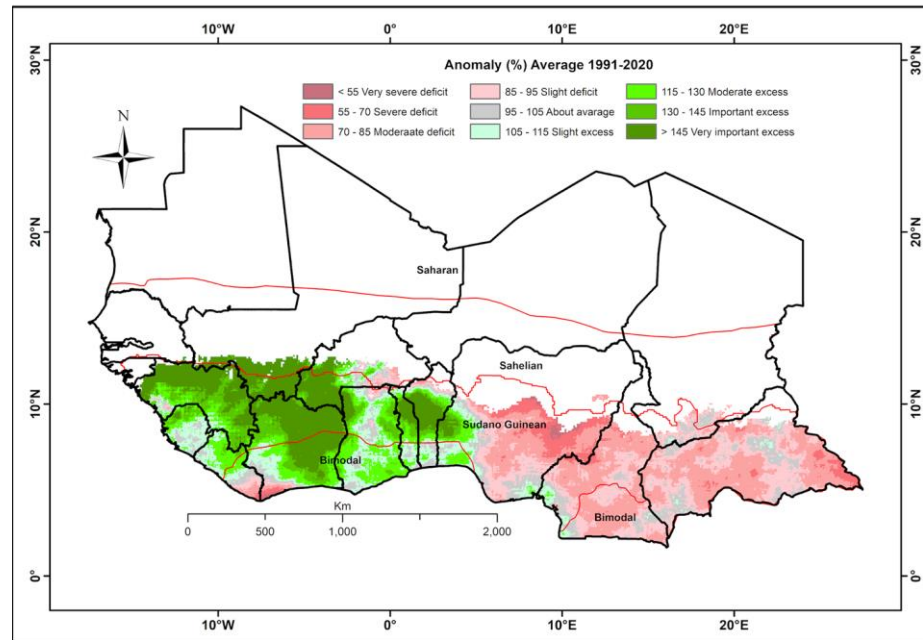 10°W 0° 10°E 20°E
30°N 30°N
Anomaly (%) Average 1991-2020
< 55 Very severe deficit 85 - 95 Slight deficit 115 - 130 Moderate excess
55 - 70 Severe deficit 95 - 105 About avarage 130 - 145 Important excess
70 - 85 Moderaate deficit 105 - 115 Slight excess > 145 Very important excess
N
20°N 20°N
Saharan
Sahelian
10°N 10°N
Sudano Guinean
Bimodal
Bimodal
Km
0 500 1,000 2,000
0° 0°
10°W 0° 10°E 20°E